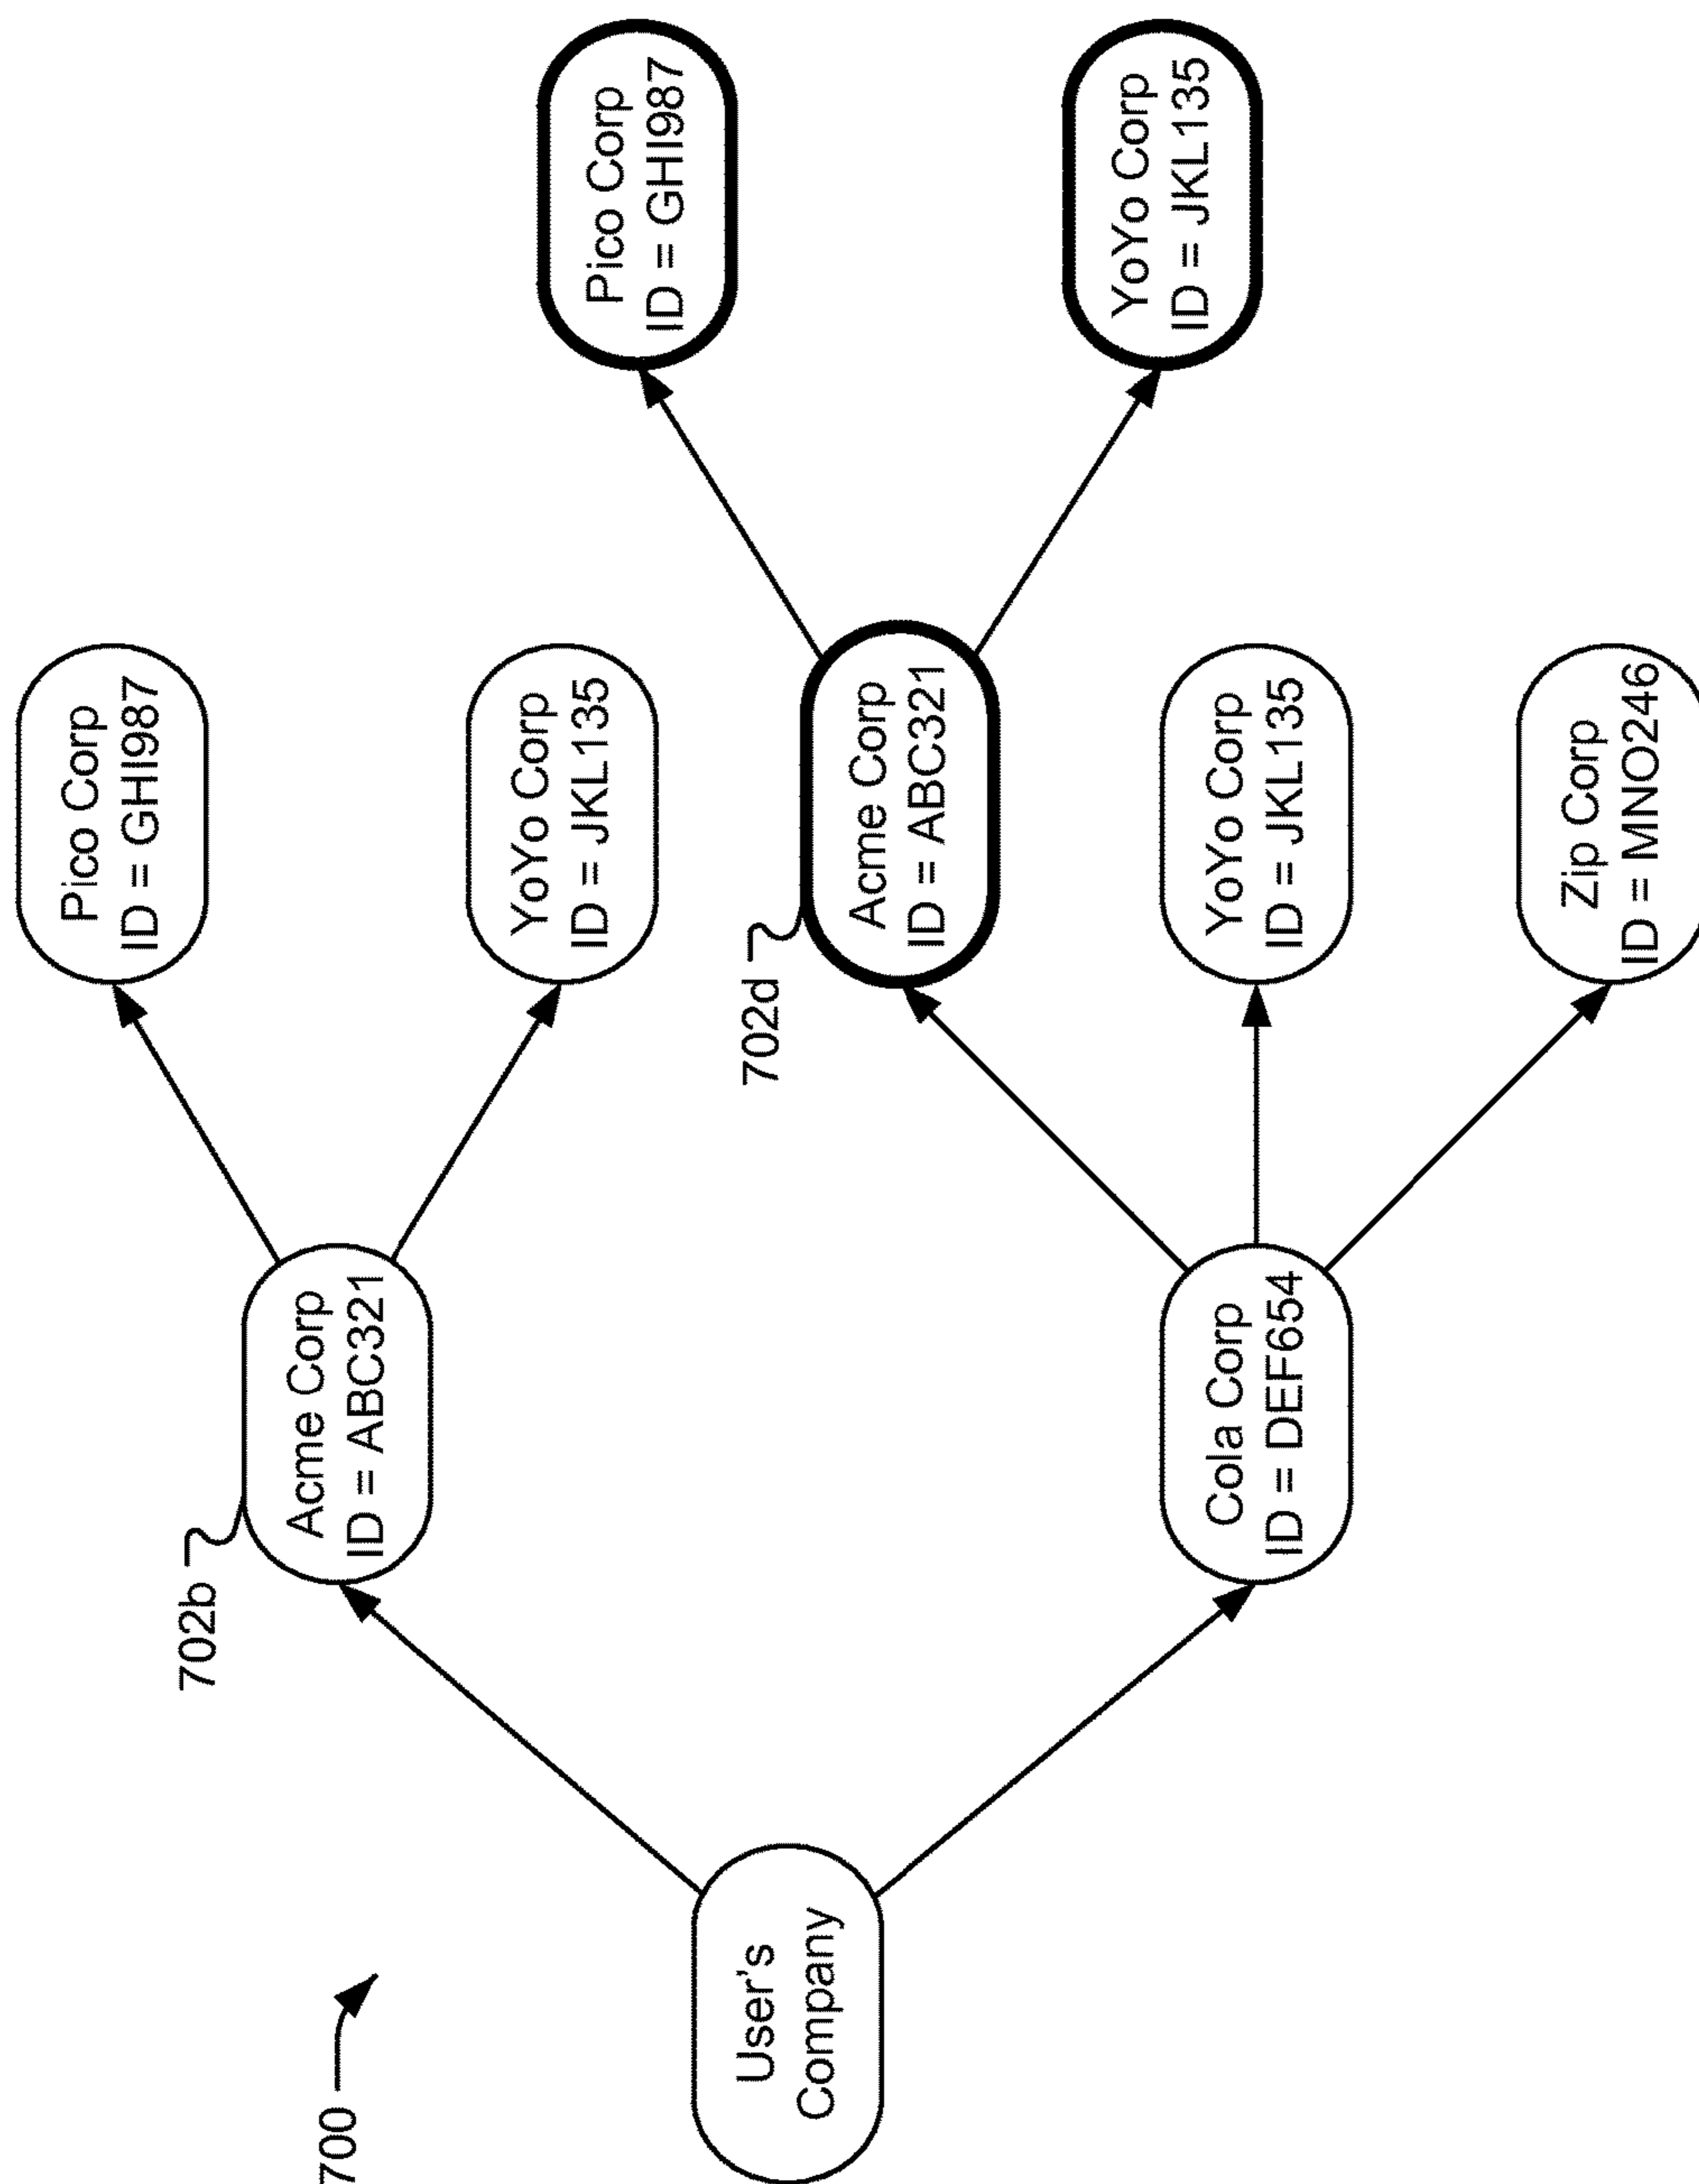 700
User's
Company
702b
Acme Corp
ID = ABC321
Cola Corp
ID = DEF654
Pico Corp
ID = GHI987
YoYo Corp
ID = JKL135
702d
Acme Corp
ID = ABC321
YoYo Corp
ID = JKL135
Zip Corp
ID = MNO246
Pico Corp
ID = GHI987
YoYo Corp
ID = JKL135